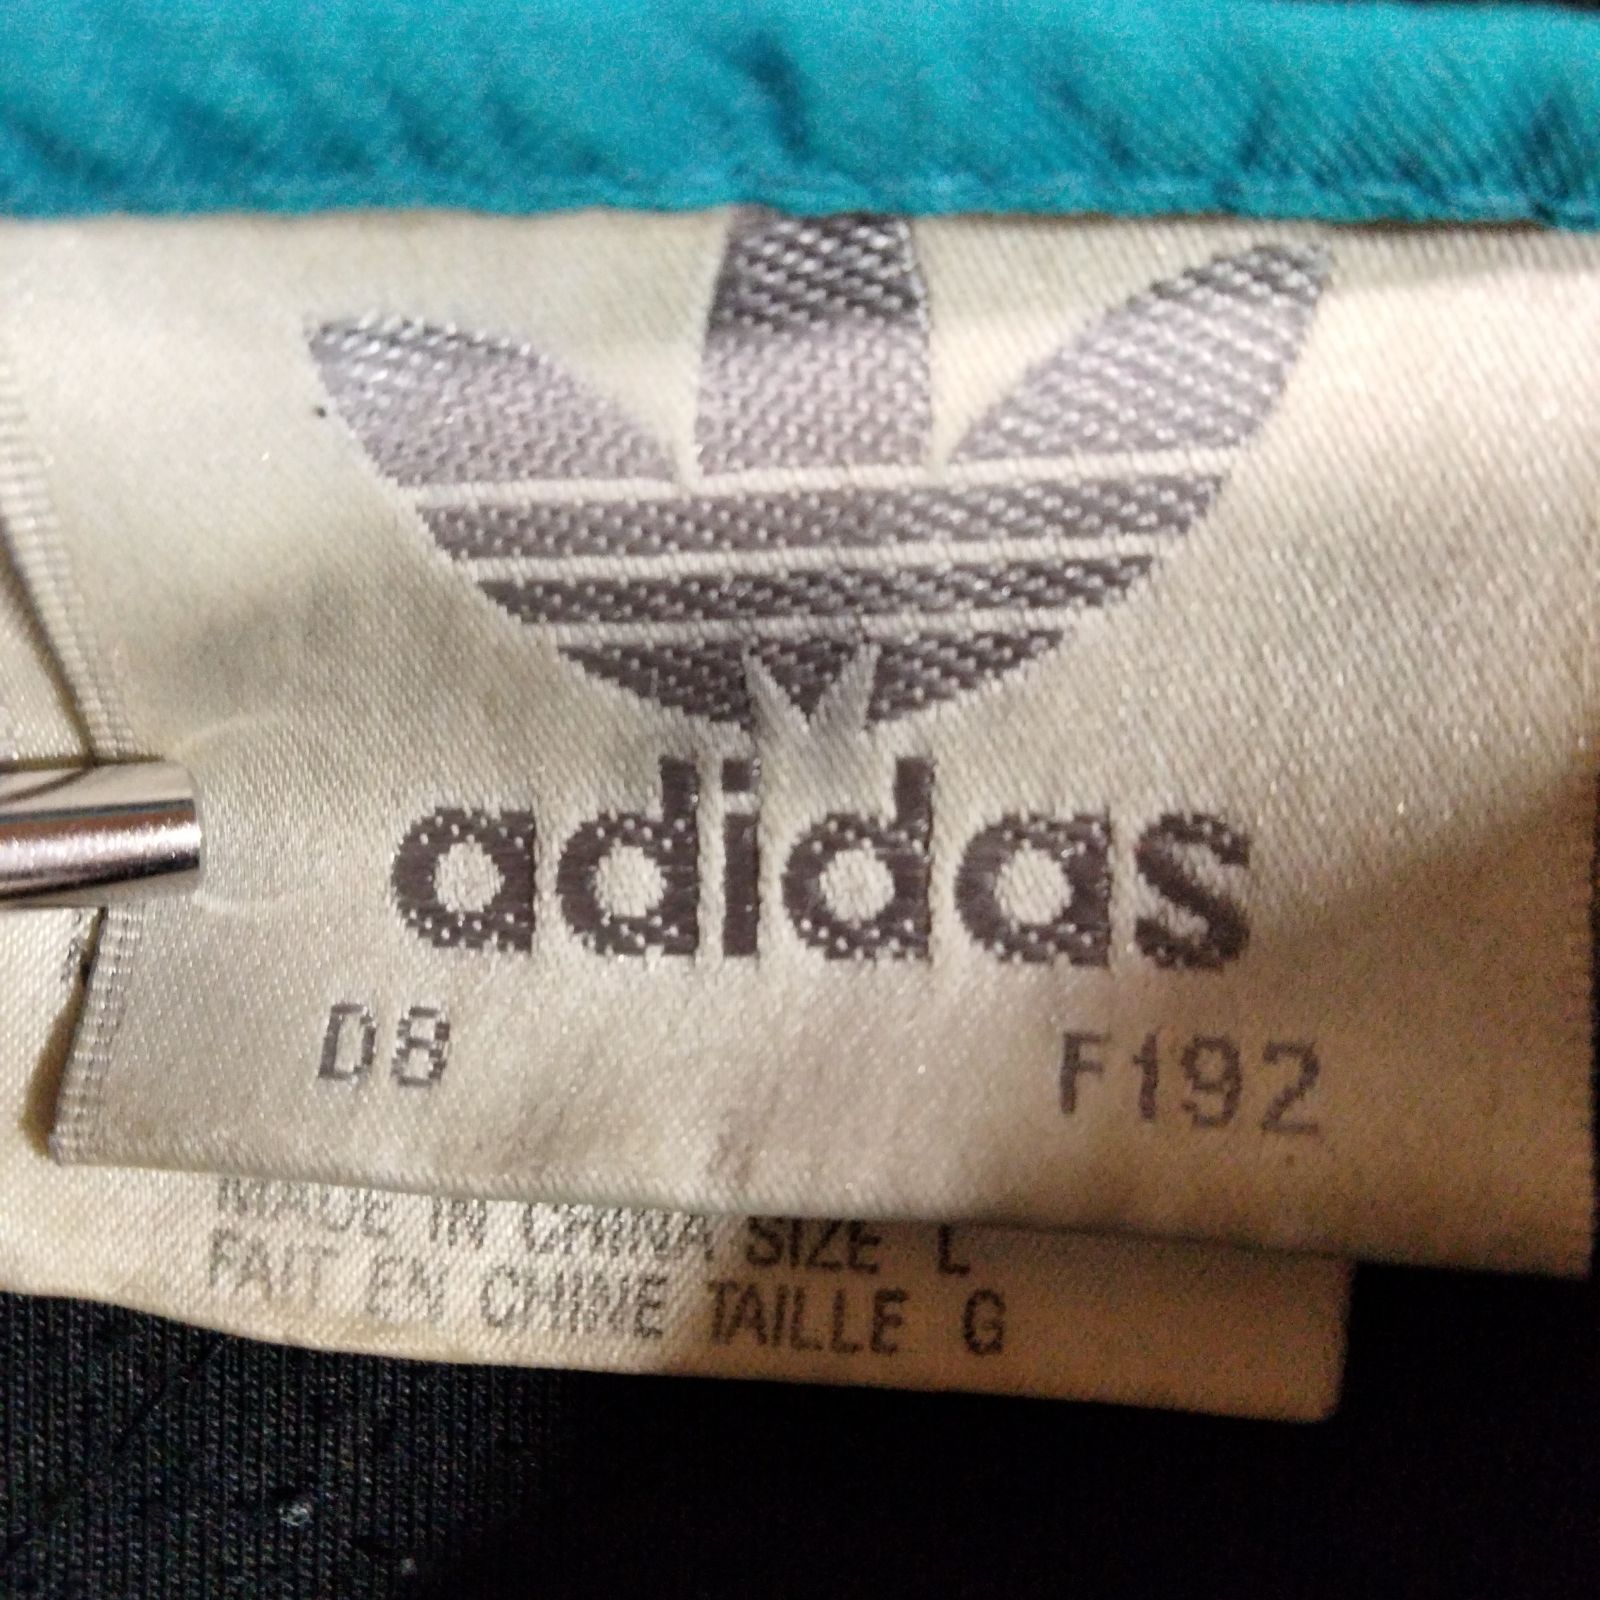 adidas
D8 F192
MADE IN CHINA SIZE L
FAIT EN CHINE TAILLE G